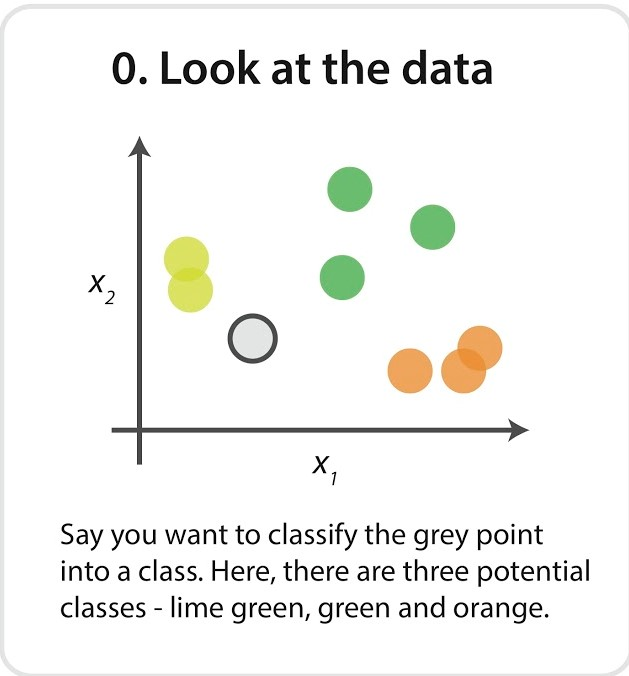 0. Look at the data
x2
x1
Say you want to classify the grey point
into a class. Here, there are three potential
classes - lime green, green and orange.